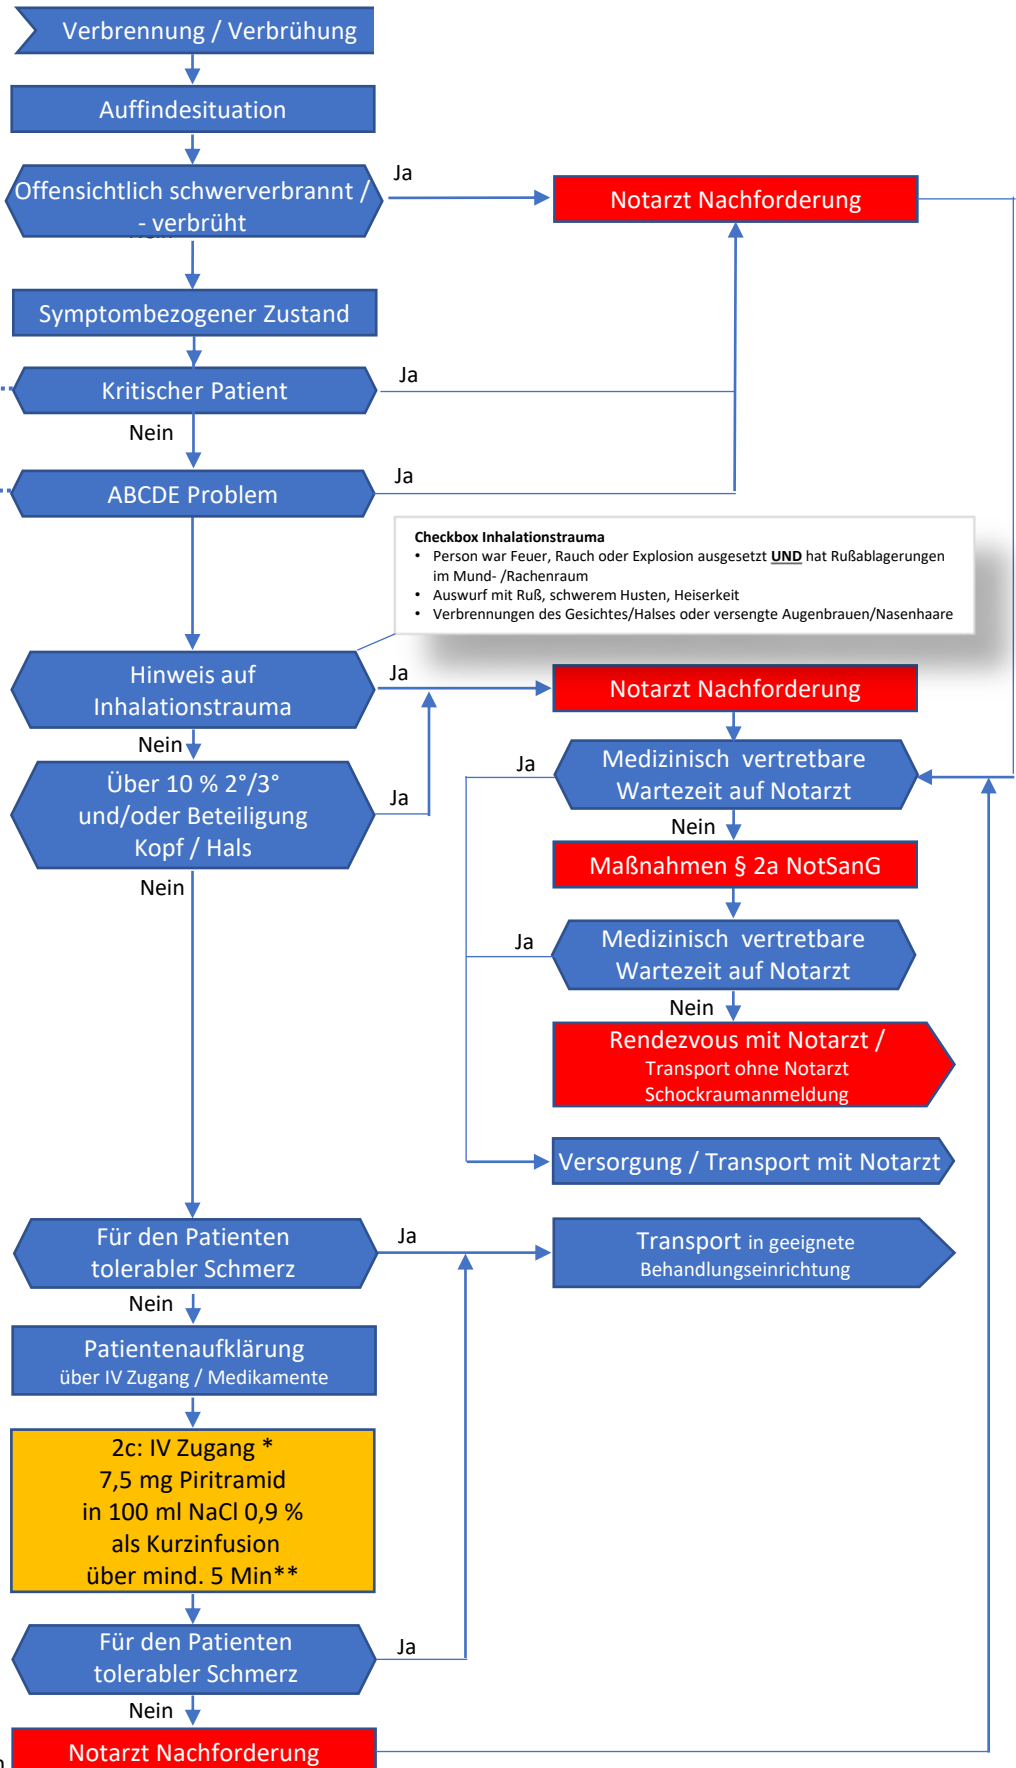 Verbrennung / Verbrühung
Auffindesituation
Offensichtlich schwerverbrannt /
- verbrüht
Ja
Notarzt Nachforderung
Nein
Symptombezogener Zustand
Kritischer Patient
Ja
Nein
ABCDE Problem
Ja
Checkbox Inhalationstrauma
• Person war Feuer, Rauch oder Explosion ausgesetzt UND hat Rußablagerungen
im Mund- /Rachenraum
• Auswurf mit Ruß, schwerem Husten, Heiserkeit
• Verbrennungen des Gesichtes/Halses oder versengte Augenbrauen/Nasenhaare
Hinweis auf
Inhalationstrauma
Ja
Notarzt Nachforderung
Nein
Über 10 % 2°/3°
und/oder Beteiligung
Kopf / Hals
Ja
Nein
Ja
Medizinisch vertretbare
Wartezeit auf Notarzt
Nein
Maßnahmen § 2a NotSanG
Ja
Medizinisch vertretbare
Wartezeit auf Notarzt
Nein
Rendezvous mit Notarzt /
Transport ohne Notarzt
Schockraumanmeldung
Versorgung / Transport mit Notarzt
Für den Patienten
tolerabler Schmerz
Ja
Transport in geeignete
Behandlungseinrichtung
Nein
Patientenaufklärung
über IV Zugang / Medikamente
2c: IV Zugang *
7,5 mg Piritramid
in 100 ml NaCl 0,9 %
als Kurzinfusion
über mind. 5 Min**
Für den Patienten
tolerabler Schmerz
Ja
Nein
Notarzt Nachforderung